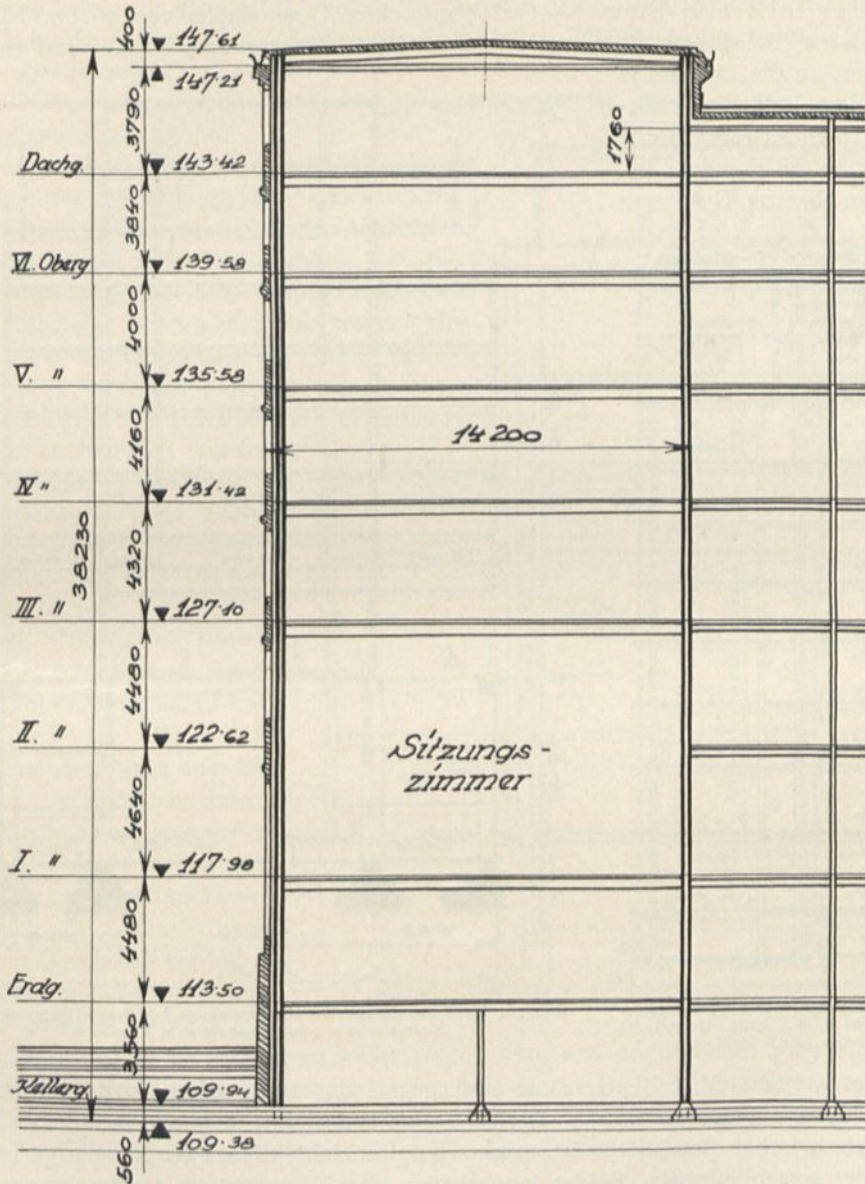 400
147·61
147·21
3790
1760
Dachg.
143·42
3840
VI. Oberg
139·58
4000
V. "
135·58
4160
14 200
IV "
131·42
38230
4320
III. "
127·10
4480
II. "
122·62
Sitzungs-
zimmer
4640
I. "
117·98
4480
Erdg.
113·50
3560
Kellerg.
109·94
109·38
560